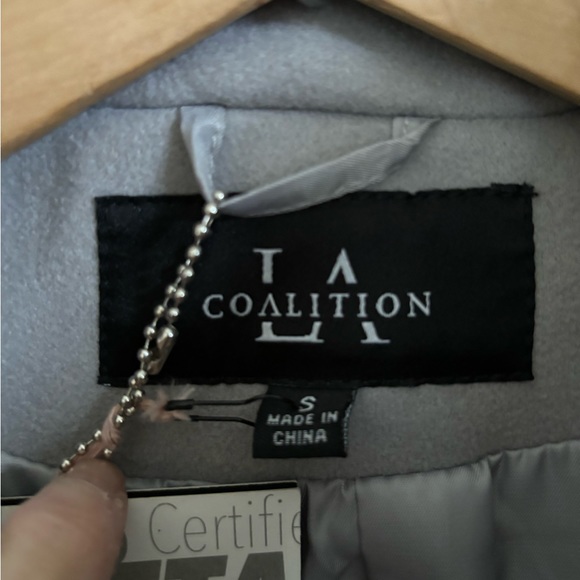 LA
COALITION
S
MADE IN
CHINA
Certifie